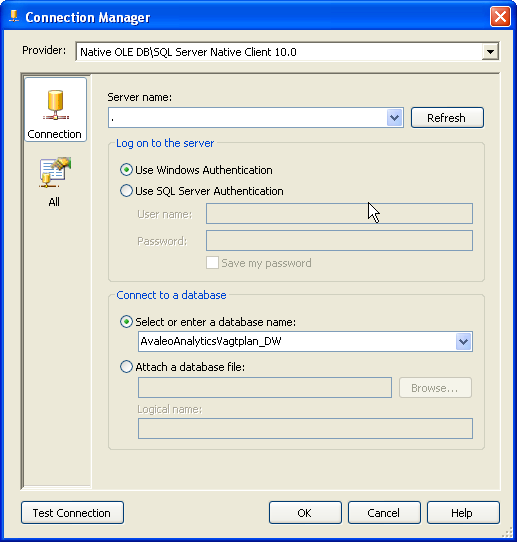 Connection Manager
Provider: Native OLE DB\SQL Server Native Client 10.0
Connection
All
Server name:
.
Refresh
Log on to the server
Use Windows Authentication
Use SQL Server Authentication
User name:
Password:
Save my password
Connect to a database
Select or enter a database name:
AvaleoAnalyticsVagtplan_DW
Attach a database file:
Browse...
Logical name:
Test Connection OK Cancel Help